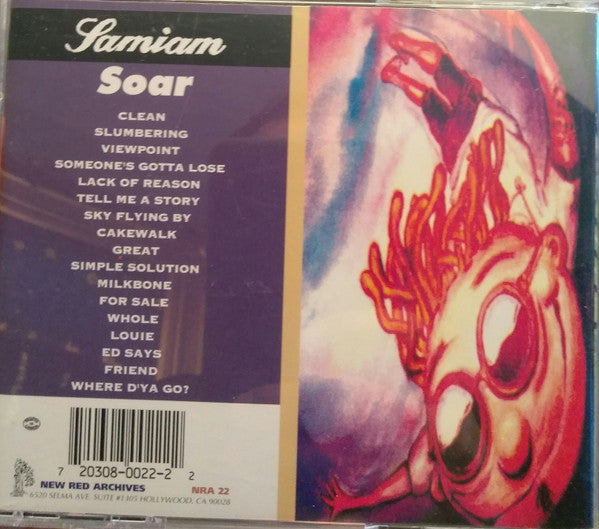 Samiam
Soar
CLEAN
SLUMBERING
VIEWPOINT
SOMEONE'S GOTTA LOSE
LACK OF REASON
TELL ME A STORY
SKY FLYING BY
CAKEWALK
GREAT
SIMPLE SOLUTION
MILKBONE
FOR SALE
WHOLE
LOUIE
ED SAYS
FRIEND
WHERE D'YA GO?
7 20308-0022-2 2
NEW RED ARCHIVES NRA 22
6520 SELMA AVE. SUITE #1305 HOLLYWOOD, CA 90028